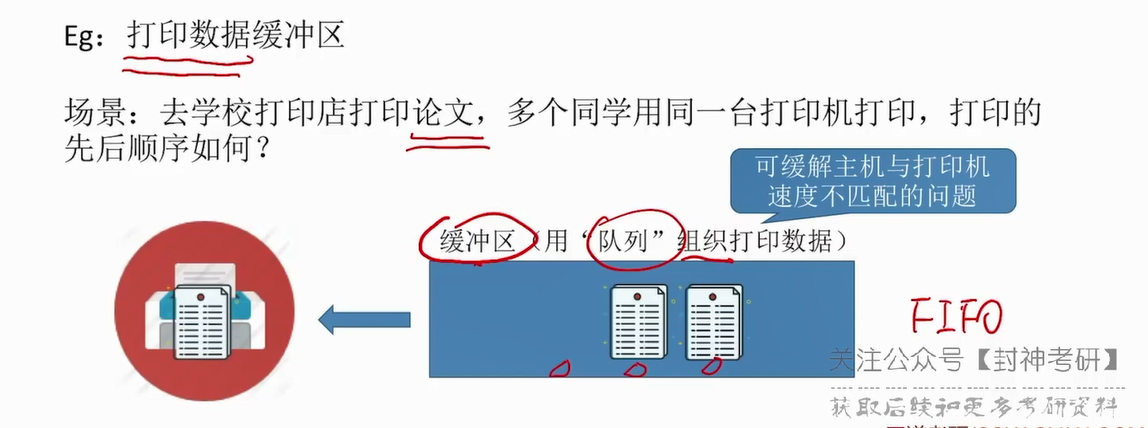 Eg：打印数据缓冲区
场景：去学校打印店打印论文，多个同学用同一台打印机打印，打印的
先后顺序如何？
可缓解主机与打印机
速度不匹配的问题
缓冲区（用“队列”组织打印数据）
FIFO
关注公众号【封神考研】
获取后续和更多考研资料